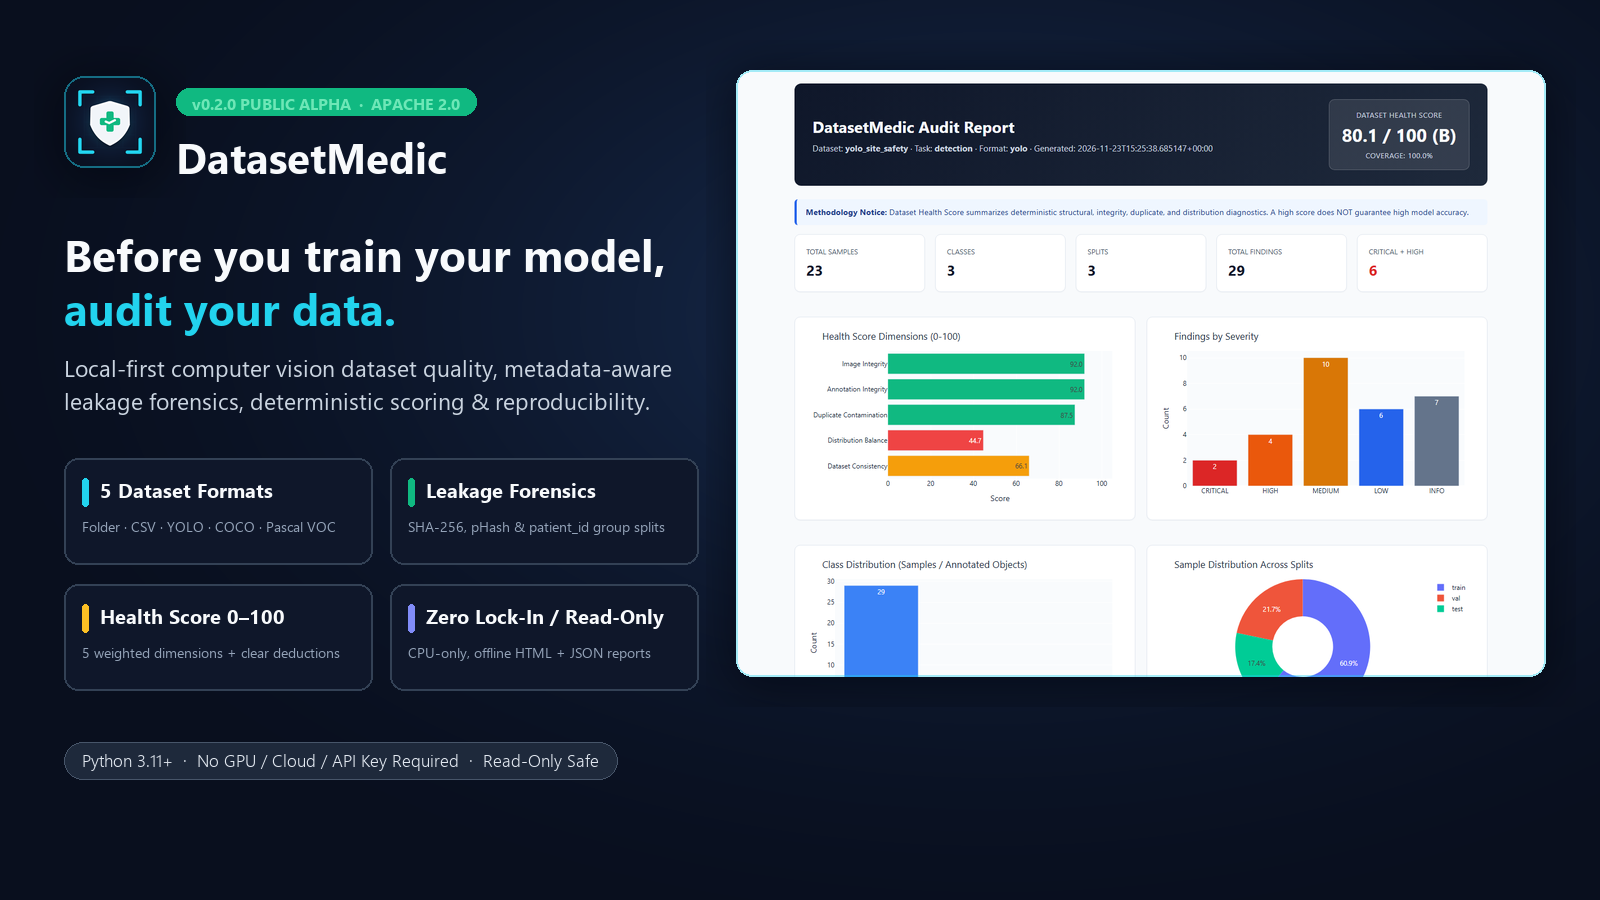 v0.2.0 PUBLIC ALPHA · APACHE 2.0
DatasetMedic
Before you train your model,
audit your data.
Local-first computer vision dataset quality, metadata-aware
leakage forensics, deterministic scoring & reproducibility.
5 Dataset Formats
Folder · CSV · YOLO · COCO · Pascal VOC
Leakage Forensics
SHA-256, pHash & patient_id group splits
Health Score 0–100
5 weighted dimensions + clear deductions
Zero Lock-In / Read-Only
CPU-only, offline HTML + JSON reports
Python 3.11+ · No GPU / Cloud / API Key Required · Read-Only Safe
DatasetMedic Audit Report
Dataset: yolo_site_safety · Task: detection · Format: yolo · Generated: 2026-11-23T15:25:38.685147+00:00
DATASET HEALTH SCORE
80.1 / 100 (B)
COVERAGE: 100.0%
Methodology Notice: Dataset Health Score summarizes deterministic structural, integrity, duplicate, and distribution diagnostics. A high score does NOT guarantee high model accuracy.
TOTAL SAMPLES
23
CLASSES
3
SPLITS
3
TOTAL FINDINGS
29
CRITICAL + HIGH
6
Health Score Dimensions (0-100)
Image Integrity
92.0
Annotation Integrity
92.0
Duplicate Contamination
87.5
Distribution Balance
44.7
Dataset Consistency
66.1
0 20 40 60 80 100
Score
Findings by Severity
Count
10
8
6
4
2
0
2
4
10
6
7
CRITICAL HIGH MEDIUM LOW INFO
Class Distribution (Samples / Annotated Objects)
Count
30
25
20
15
10
29
Sample Distribution Across Splits
21.7%
17.4%
60.9%
train
val
test